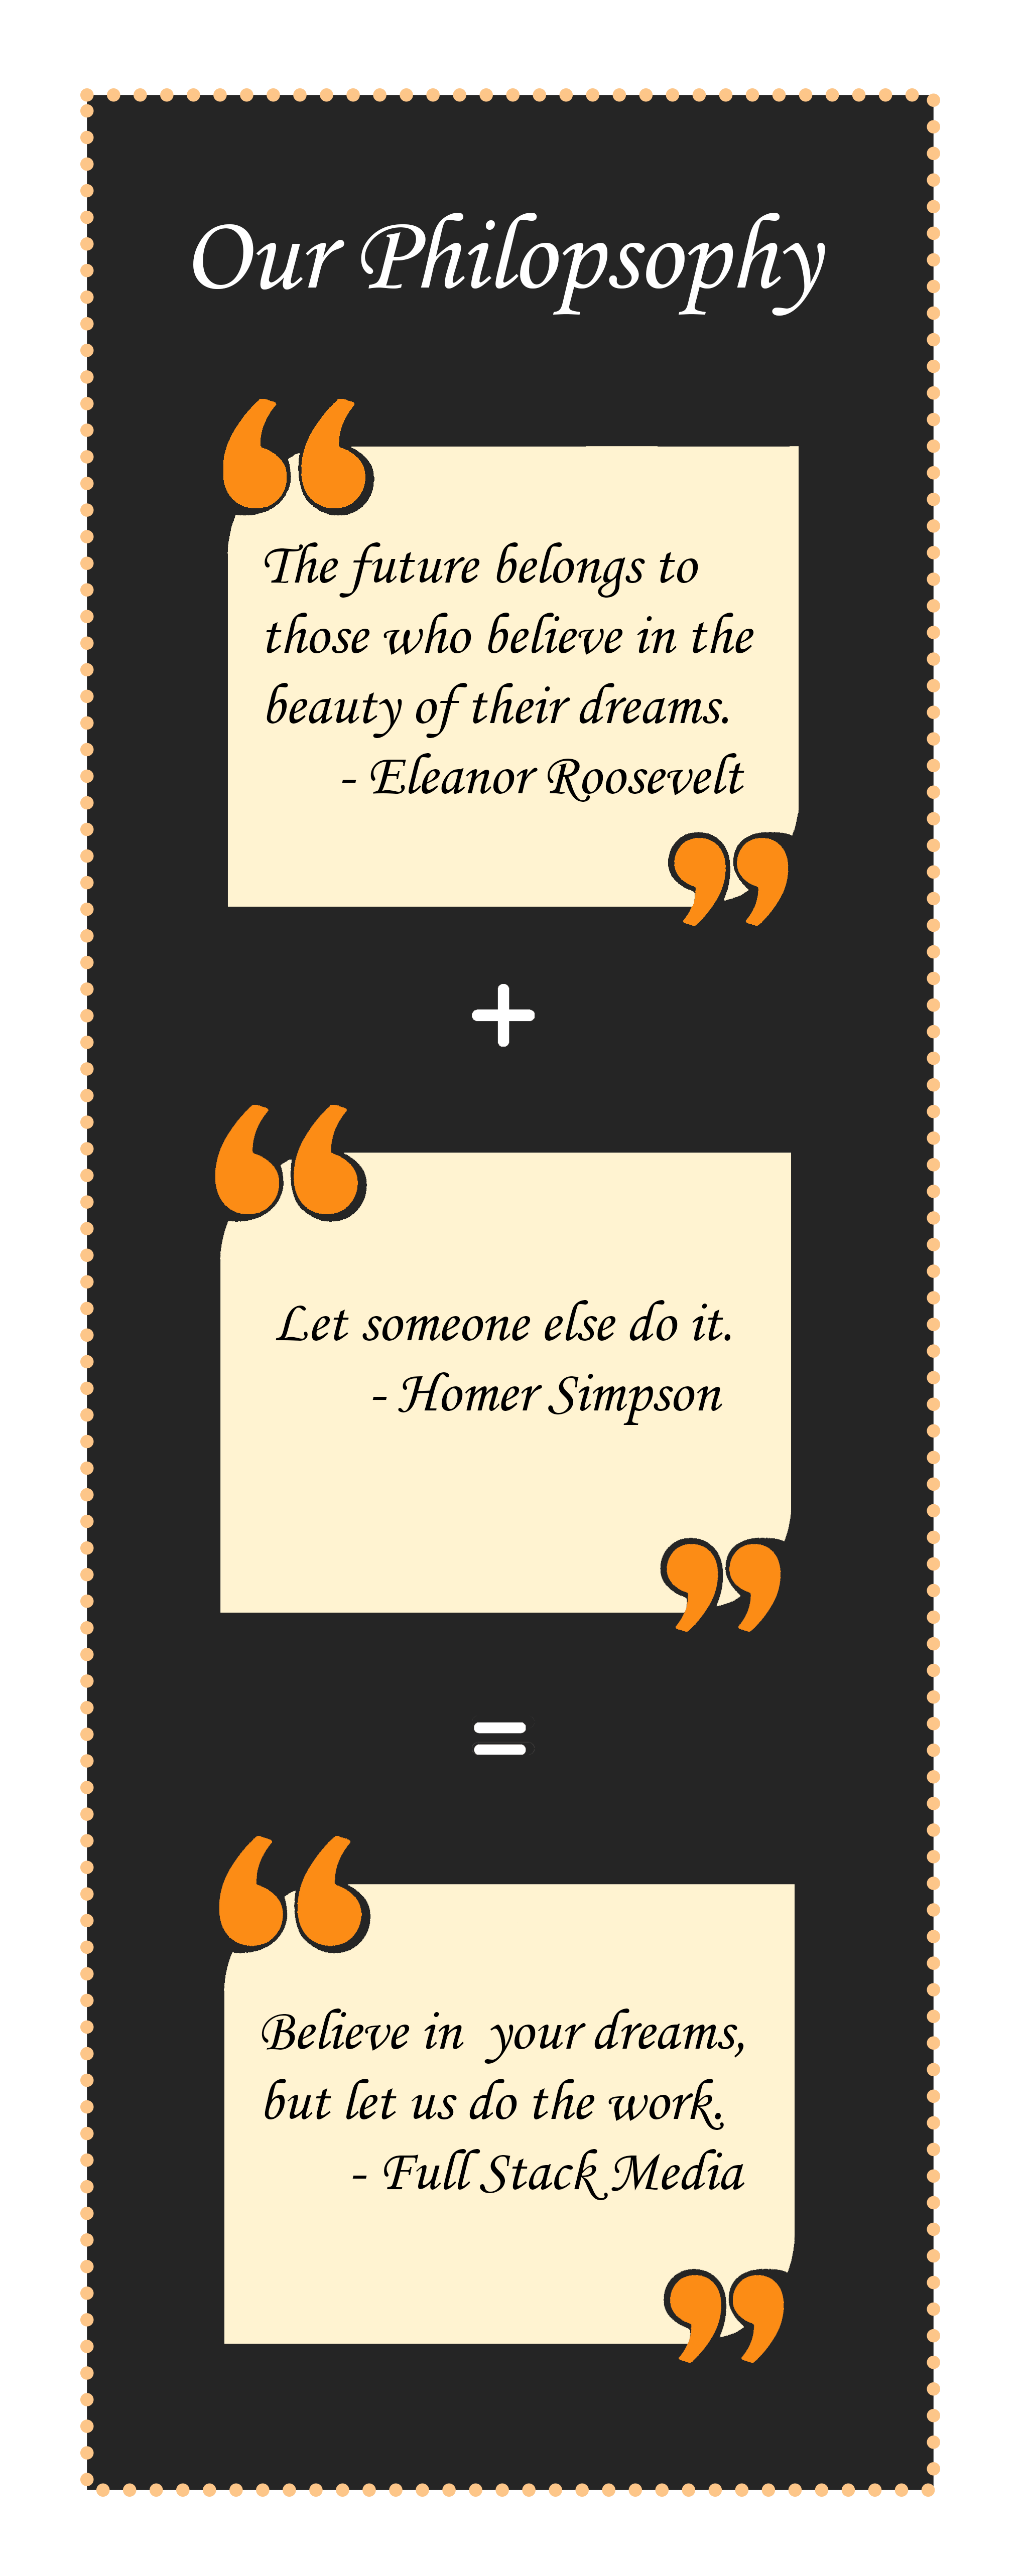 Our Philopsophy
“
The future belongs to
those who believe in the
beauty of their dreams.
- Eleanor Roosevelt
”
+
“
Let someone else do it.
- Homer Simpson
”
=
“
Believe in  your dreams,
but let us do the work.
- Full Stack Media
”